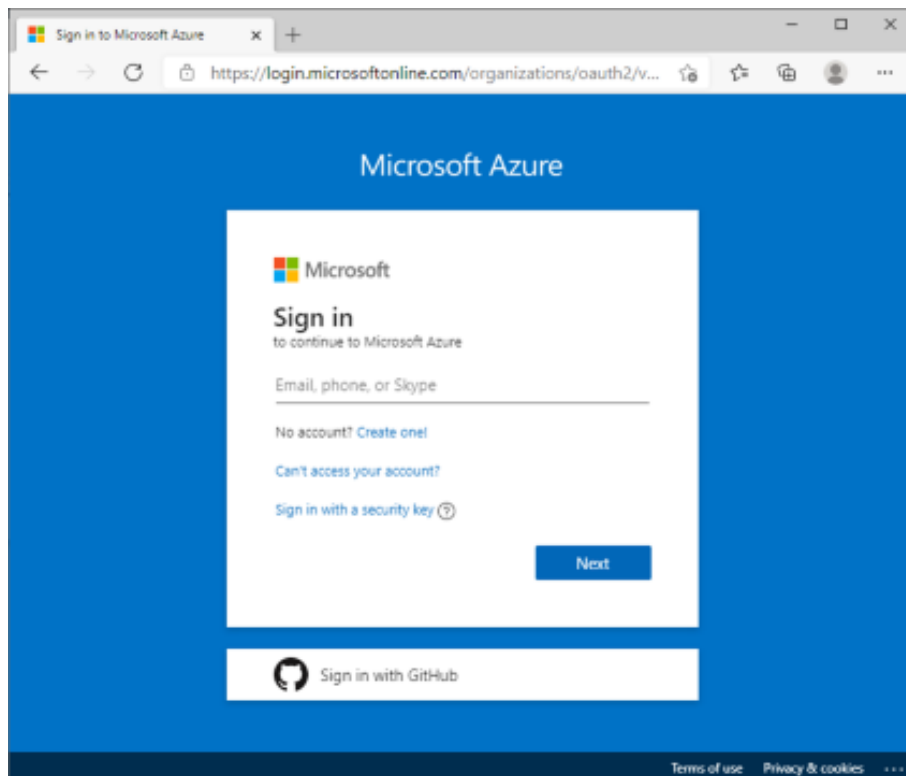 Sign in to Microsoft Azure
https://login.microsoftonline.com/organizations/oauth2/v...
Microsoft Azure
Microsoft
Sign in
to continue to Microsoft Azure
Email, phone, or Skype
No account? Create one!
Can't access your account?
Sign in with a security key
Next
Sign in with GitHub
Terms of use Privacy & cookies ...